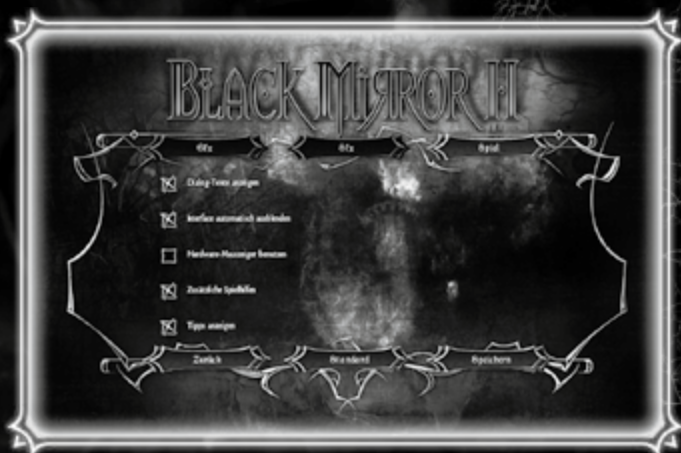 BLACK MIRROR II
Gfx Sfx Spiel
Dialog-Texte anzeigen
Interface automatisch ausblenden
Hardware-Mauszeiger benutzen
Zusätzliche Spielhilfen
Tipps anzeigen
Zurück Standard Speichern